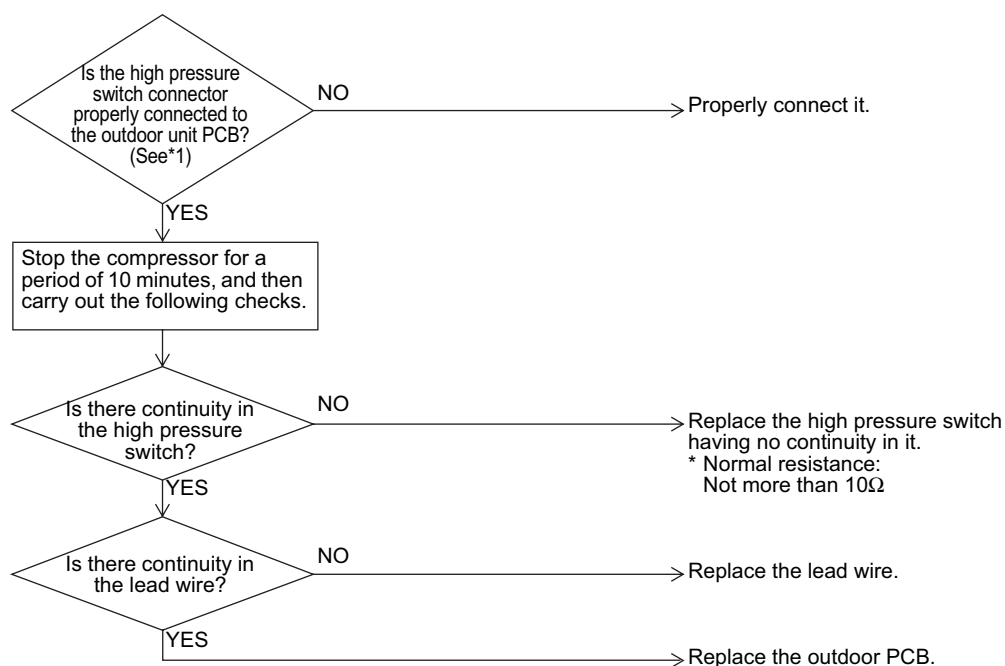 Is the high pressure
switch connector
properly connected to
the outdoor unit PCB?
(See*1)
NO
Properly connect it.
YES
Stop the compressor for a
period of 10 minutes, and then
carry out the following checks.
Is there continuity in
the high pressure
switch?
NO
Replace the high pressure switch
having no continuity in it.
* Normal resistance:
Not more than 10Ω
YES
Is there continuity in
the lead wire?
NO
Replace the lead wire.
YES
Replace the outdoor PCB.